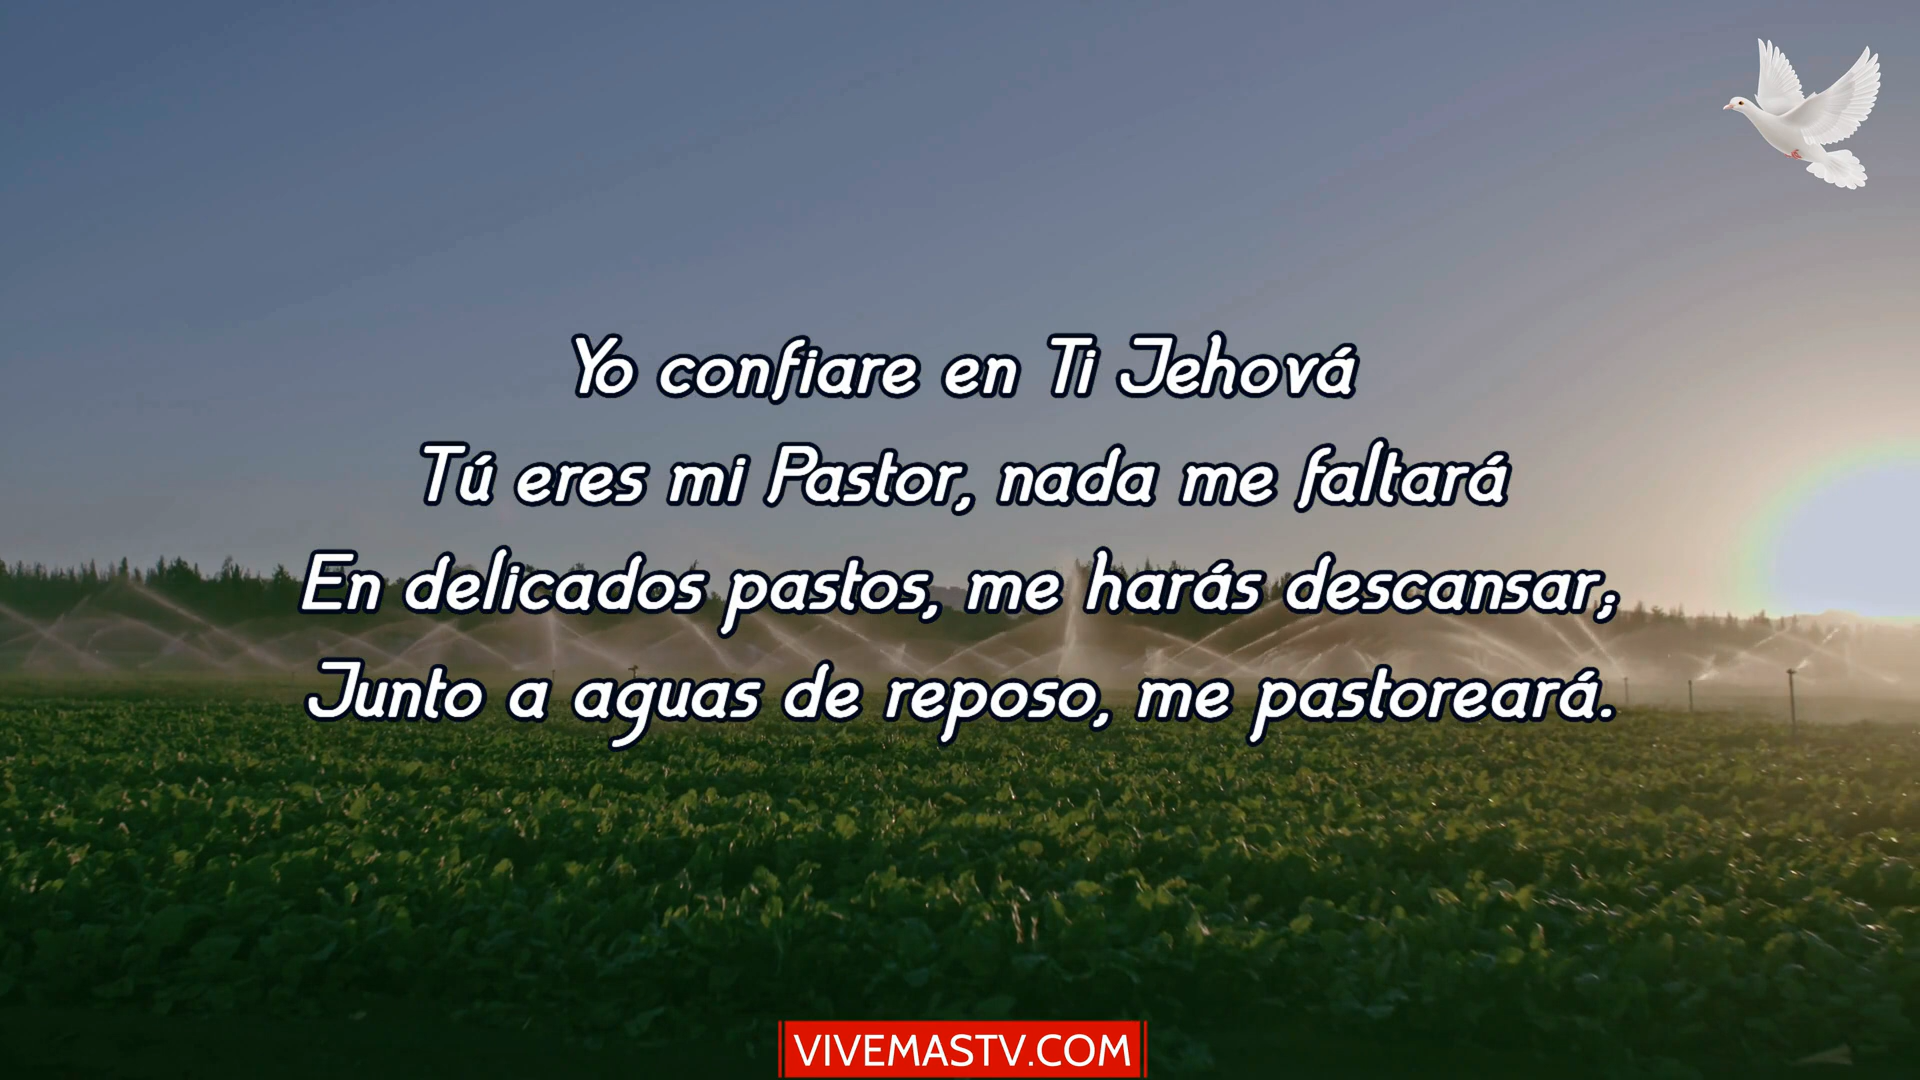 Yo confiare en Ti Jehová
Tú eres mi Pastor, nada me faltará
En delicados pastos, me harás descansar;
Junto a aguas de reposo, me pastoreará.
VIVEMASTV.COM